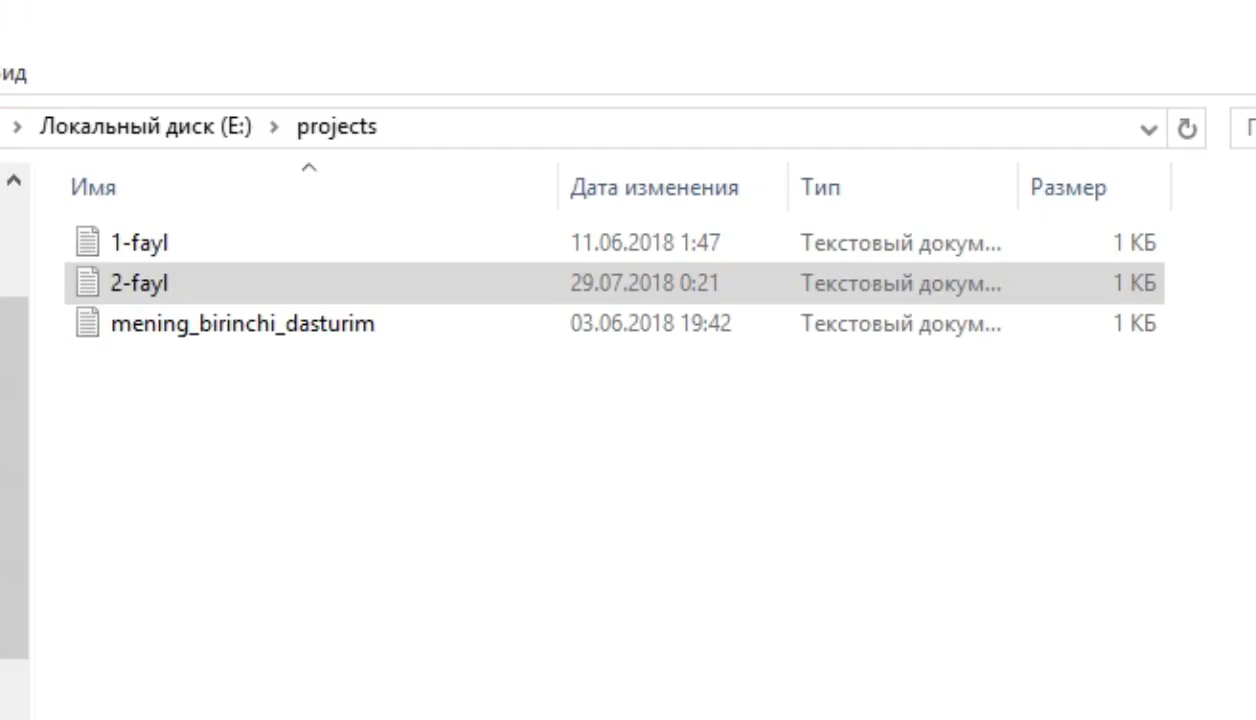 ид
Локальный диск (E:) projects
Имя Дата изменения Тип Размер
1-fayl 11.06.2018 1:47 Текстовый докум... 1 КБ
2-fayl 29.07.2018 0:21 Текстовый докум... 1 КБ
mening_birinchi_dasturim 03.06.2018 19:42 Текстовый докум... 1 КБ